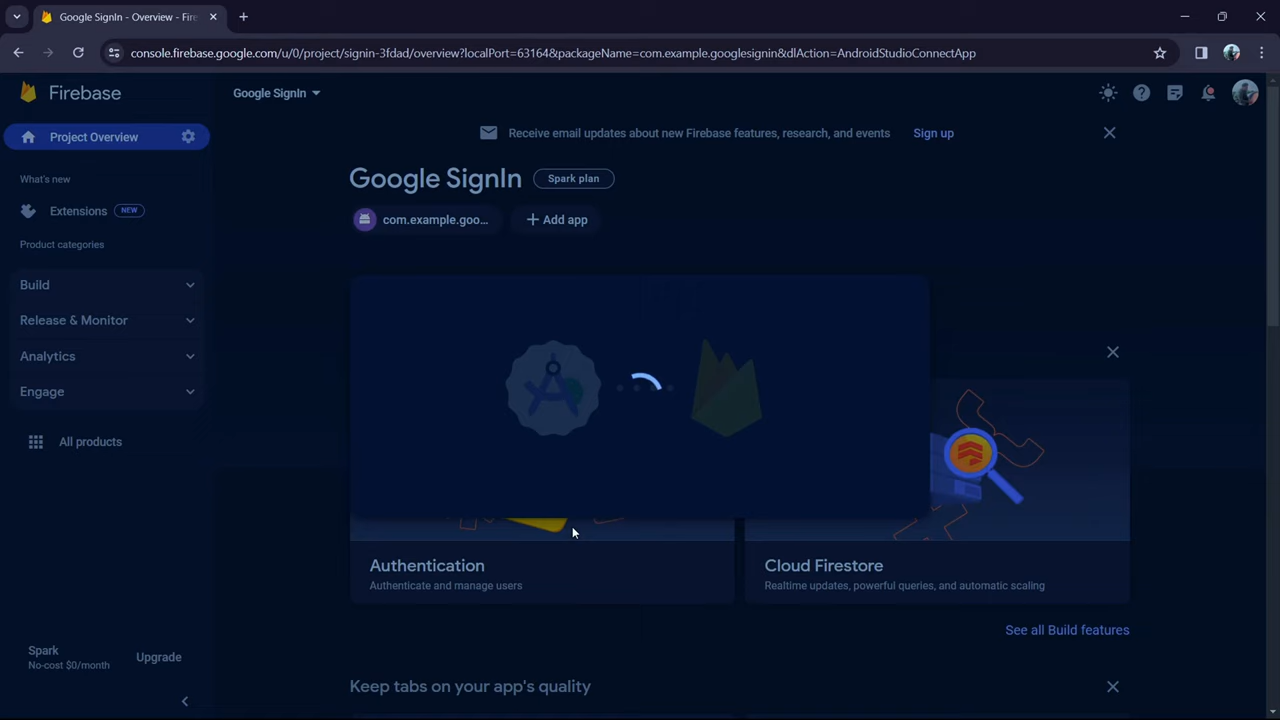 Google SignIn - Overview - Fire
console.firebase.google.com/u/0/project/signin-3fdad/overview?localPort=63164&packageName=com.example.googlesignin&dlAction=AndroidStudioConnectApp
Firebase
Google SignIn
Project Overview
Receive email updates about new Firebase features, research, and events Sign up
What's new
Google SignIn Spark plan
Extensions NEW
com.example.goo... + Add app
Product categories
Build
Release & Monitor
Analytics
Engage
All products
Authentication
Authenticate and manage users
Cloud Firestore
Realtime updates, powerful queries, and automatic scaling
See all Build features
Spark
No-cost $0/month
Upgrade
Keep tabs on your app's quality